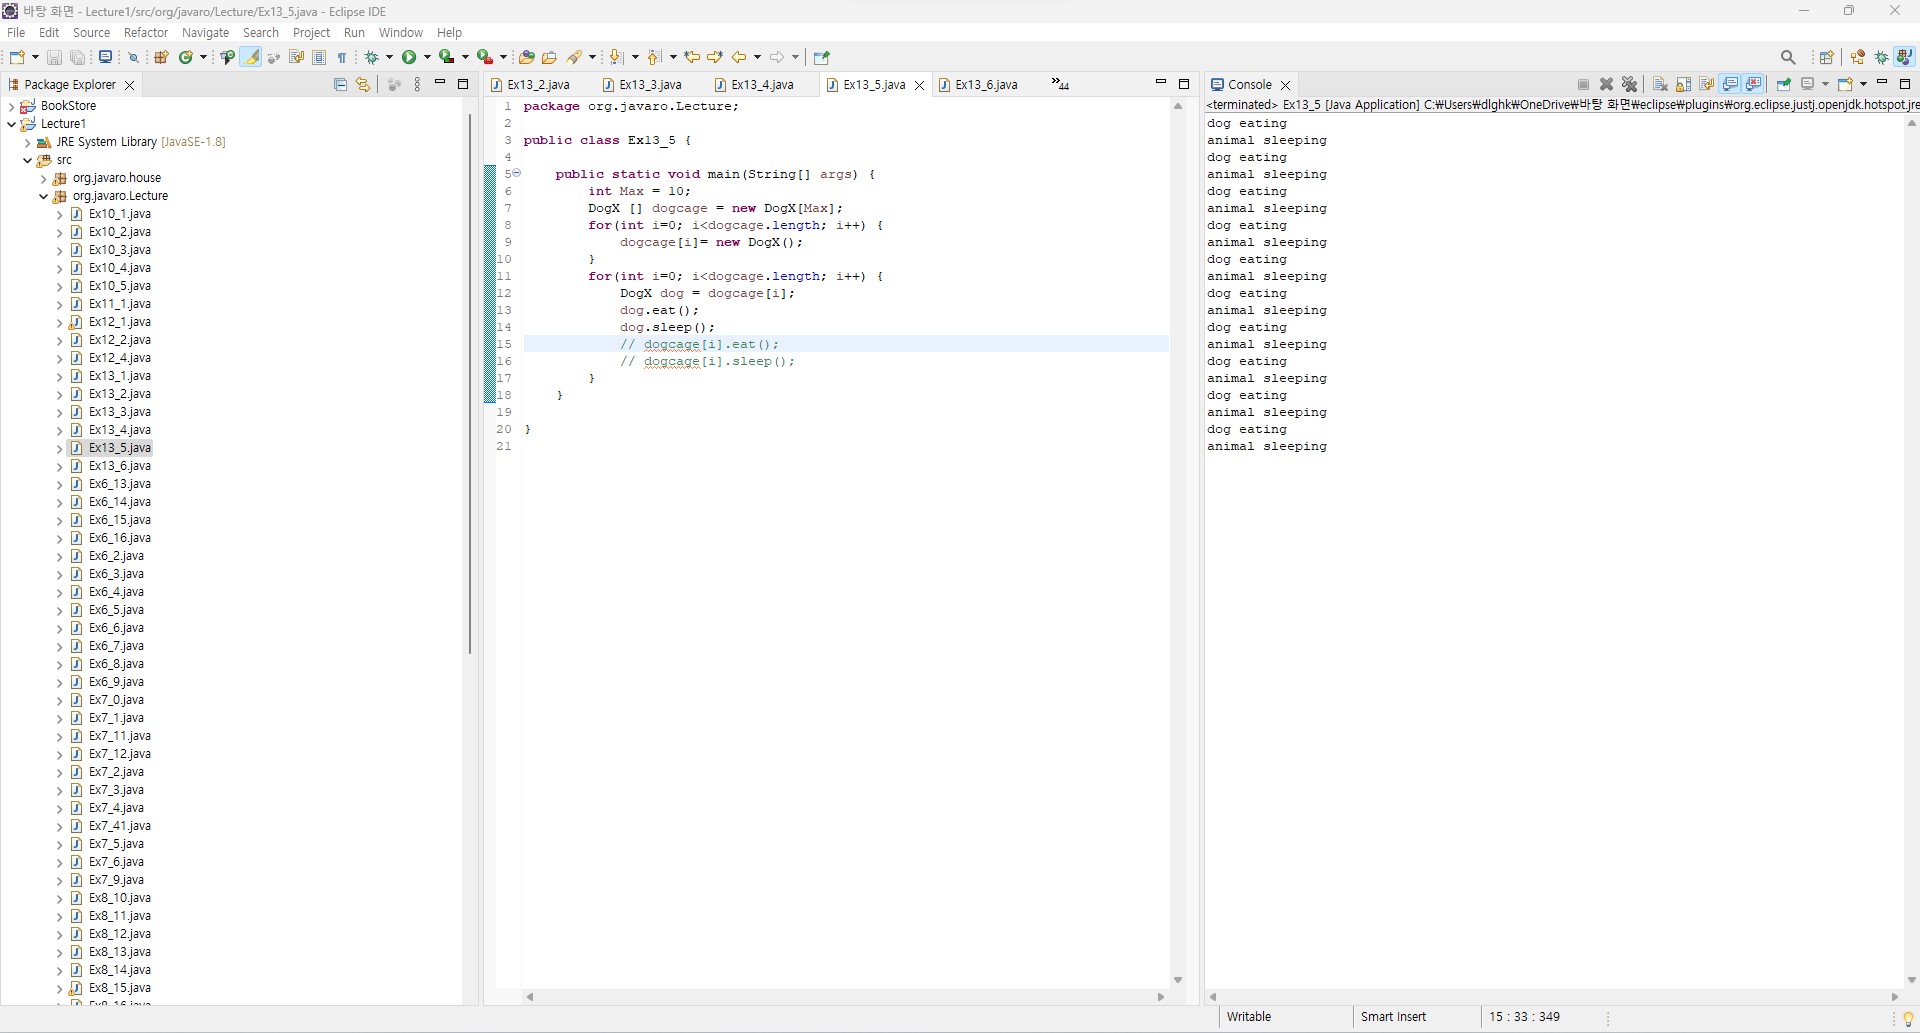 바탕 화면 - Lecture1/src/org/javaro/Lecture/Ex13_5.java - Eclipse IDE
File Edit Source Refactor Navigate Search Project Run Window Help
Package Explorer
BookStore
Lecture1
JRE System Library [JavaSE-1.8]
src
org.javaro.house
org.javaro.Lecture
Ex10_1.java
Ex10_2.java
Ex10_3.java
Ex10_4.java
Ex10_5.java
Ex11_1.java
Ex12_1.java
Ex12_2.java
Ex12_4.java
Ex13_1.java
Ex13_2.java
Ex13_3.java
Ex13_4.java
Ex13_5.java
Ex13_6.java
Ex6_13.java
Ex6_14.java
Ex6_15.java
Ex6_16.java
Ex6_2.java
Ex6_3.java
Ex6_4.java
Ex6_5.java
Ex6_6.java
Ex6_7.java
Ex6_8.java
Ex6_9.java
Ex7_0.java
Ex7_1.java
Ex7_11.java
Ex7_12.java
Ex7_2.java
Ex7_3.java
Ex7_4.java
Ex7_41.java
Ex7_5.java
Ex7_6.java
Ex7_9.java
Ex8_10.java
Ex8_11.java
Ex8_12.java
Ex8_13.java
Ex8_14.java
Ex8_15.java
Ex8_16.java
Ex13_2.java Ex13_3.java Ex13_4.java Ex13_5.java Ex13_6.java »44
1 package org.javaro.Lecture;
2
3 public class Ex13_5 {
4
5 public static void main(String[] args) {
6 int Max = 10;
7 DogX [] dogcage = new DogX[Max];
8 for(int i=0; i<dogcage.length; i++) {
9 dogcage[i]= new DogX();
10 }
11 for(int i=0; i<dogcage.length; i++) {
12 DogX dog = dogcage[i];
13 dog.eat();
14 dog.sleep();
15 // dogcage[i].eat();
16 // dogcage[i].sleep();
17 }
18 }
19
20 }
21
Console
<terminated> Ex13_5 [Java Application] C:₩Users₩dlghk₩OneDrive₩바탕 화면₩eclipse₩plugins₩org.eclipse.justj.openjdk.hotspot.jre
dog eating
animal sleeping
dog eating
animal sleeping
dog eating
animal sleeping
dog eating
animal sleeping
dog eating
animal sleeping
dog eating
animal sleeping
dog eating
animal sleeping
dog eating
animal sleeping
dog eating
animal sleeping
dog eating
animal sleeping
Writable Smart Insert 15 : 33 : 349